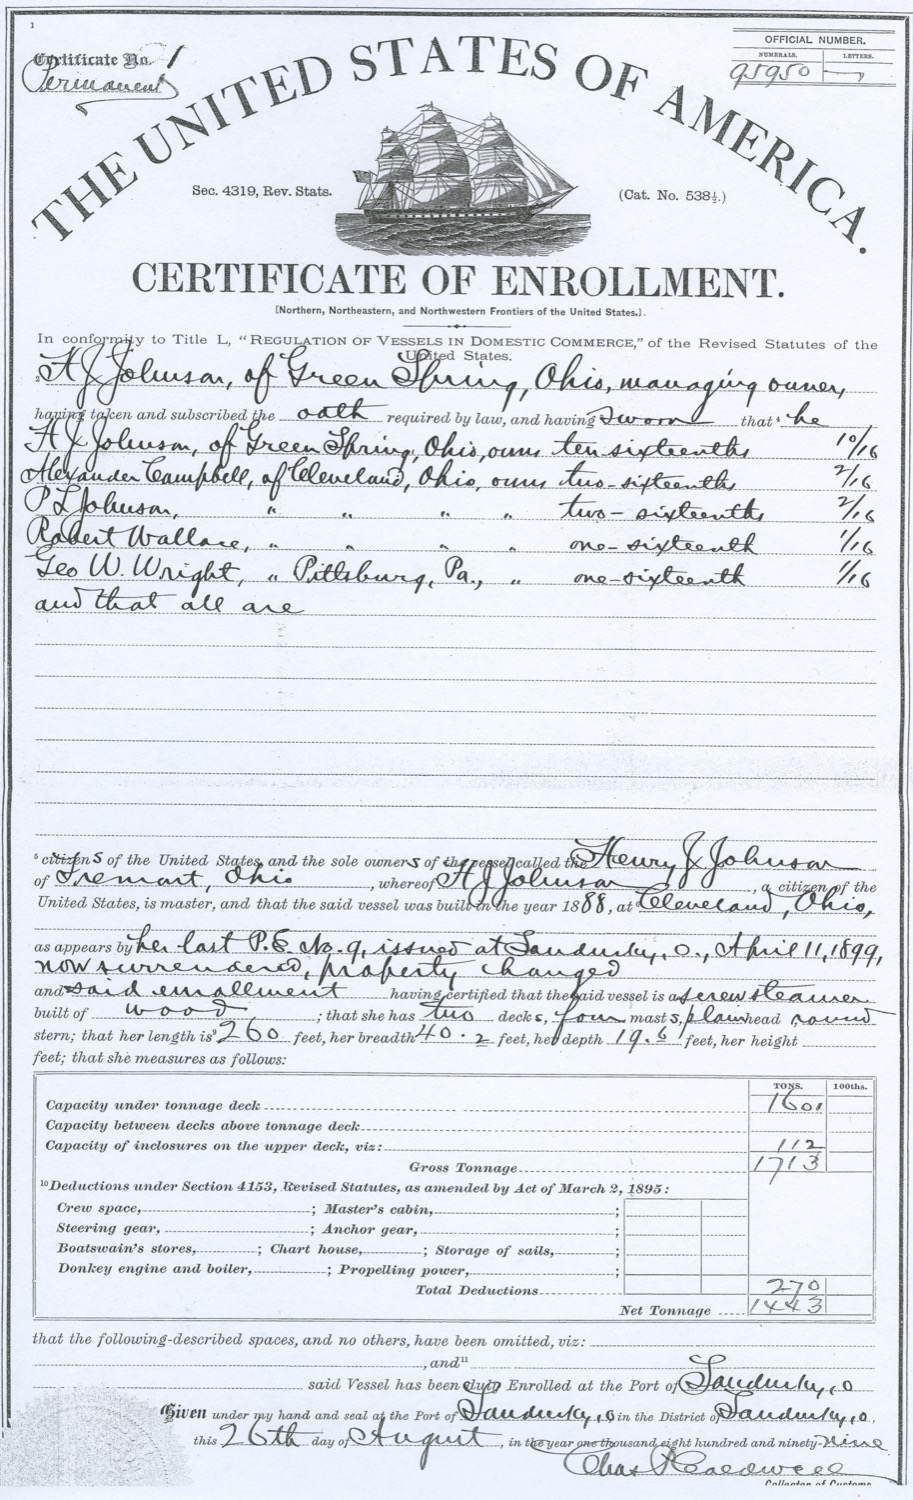 1
Certificate No. 1
Permanent
OFFICIAL NUMBER.
NUMERALS. LETTERS.
95950
THE UNITED STATES OF AMERICA.
Sec. 4319, Rev. Stats.
(Cat. No. 538½.)
CERTIFICATE OF ENROLLMENT.
[Northern, Northeastern, and Northwestern Frontiers of the United States.]
In conformity to Title L, "REGULATION OF VESSELS IN DOMESTIC COMMERCE," of the Revised Statutes of the
United States.
2 H J Johnson, of Green Spring, Ohio, managing owner,
having taken and subscribed the oath required by law, and having sworn that he
H J Johnson, of Green Spring, Ohio, owns ten-sixteenths 10/16
Alexander Campbell, of Cleveland, Ohio, owns two-sixteenths 2/16
P L Johnson, " " " " two-sixteenths 2/16
Robert Wallace, " " " " one-sixteenth 1/16
Geo W. Wright, " Pittsburg, Pa., " one-sixteenth 1/16
and that all are
5 citizens of the United States, and the sole owners of the vessel called the Henry J Johnson
of Fremont, Ohio, whereof H J Johnson, a citizen of the
United States, is master, and that the said vessel was built in the year 1888, at Cleveland, Ohio,
as appears by her last P.E. No. 9, issued at Sandusky, O., April 11, 1899,
now surrendered, property changed
and said enrollment having certified that the said vessel is a screw steamer
built of wood; that she has two decks, four masts, plain head, round
stern; that her length is 9 260 feet, her breadth 40.2 feet, her depth 19.6 feet, her height
feet; that she measures as follows:
TONS. 100ths.
Capacity under tonnage deck 1601
Capacity between decks above tonnage deck
Capacity of inclosures on the upper deck, viz: 112
Gross Tonnage 1713
10 Deductions under Section 4153, Revised Statutes, as amended by Act of March 2, 1895:
Crew space, ; Master's cabin, ;
Steering gear, ; Anchor gear, ;
Boatswain's stores, ; Chart house, ; Storage of sails, ;
Donkey engine and boiler, ; Propelling power, ;
Total Deductions 270
Net Tonnage 1443
that the following-described spaces, and no others, have been omitted, viz:
, and 11
said Vessel has been duly Enrolled at the Port of Sandusky, O
Given under my hand and seal at the Port of Sandusky, O in the District of Sandusky, O,
this 26th day of August, in the year one thousand eight hundred and ninety-nine
Collector of Customs